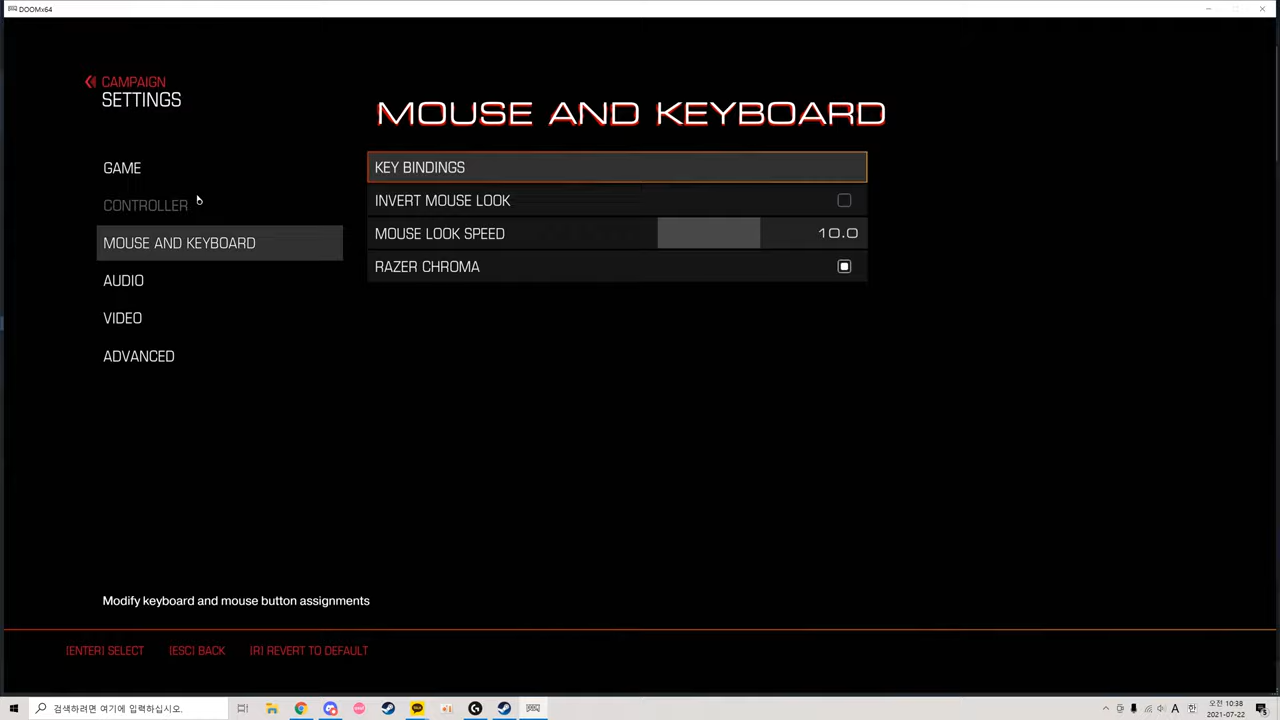 DOOMx64
CAMPAIGN
SETTINGS
MOUSE AND KEYBOARD
GAME
CONTROLLER
MOUSE AND KEYBOARD
AUDIO
VIDEO
ADVANCED
KEY BINDINGS
INVERT MOUSE LOOK
MOUSE LOOK SPEED 10.0
RAZER CHROMA
Modify keyboard and mouse button assignments
[ENTER] SELECT [ESC] BACK [R] REVERT TO DEFAULT
검색하려면 여기에 입력하십시오.
A 한 오전 10:38
2021-07-22